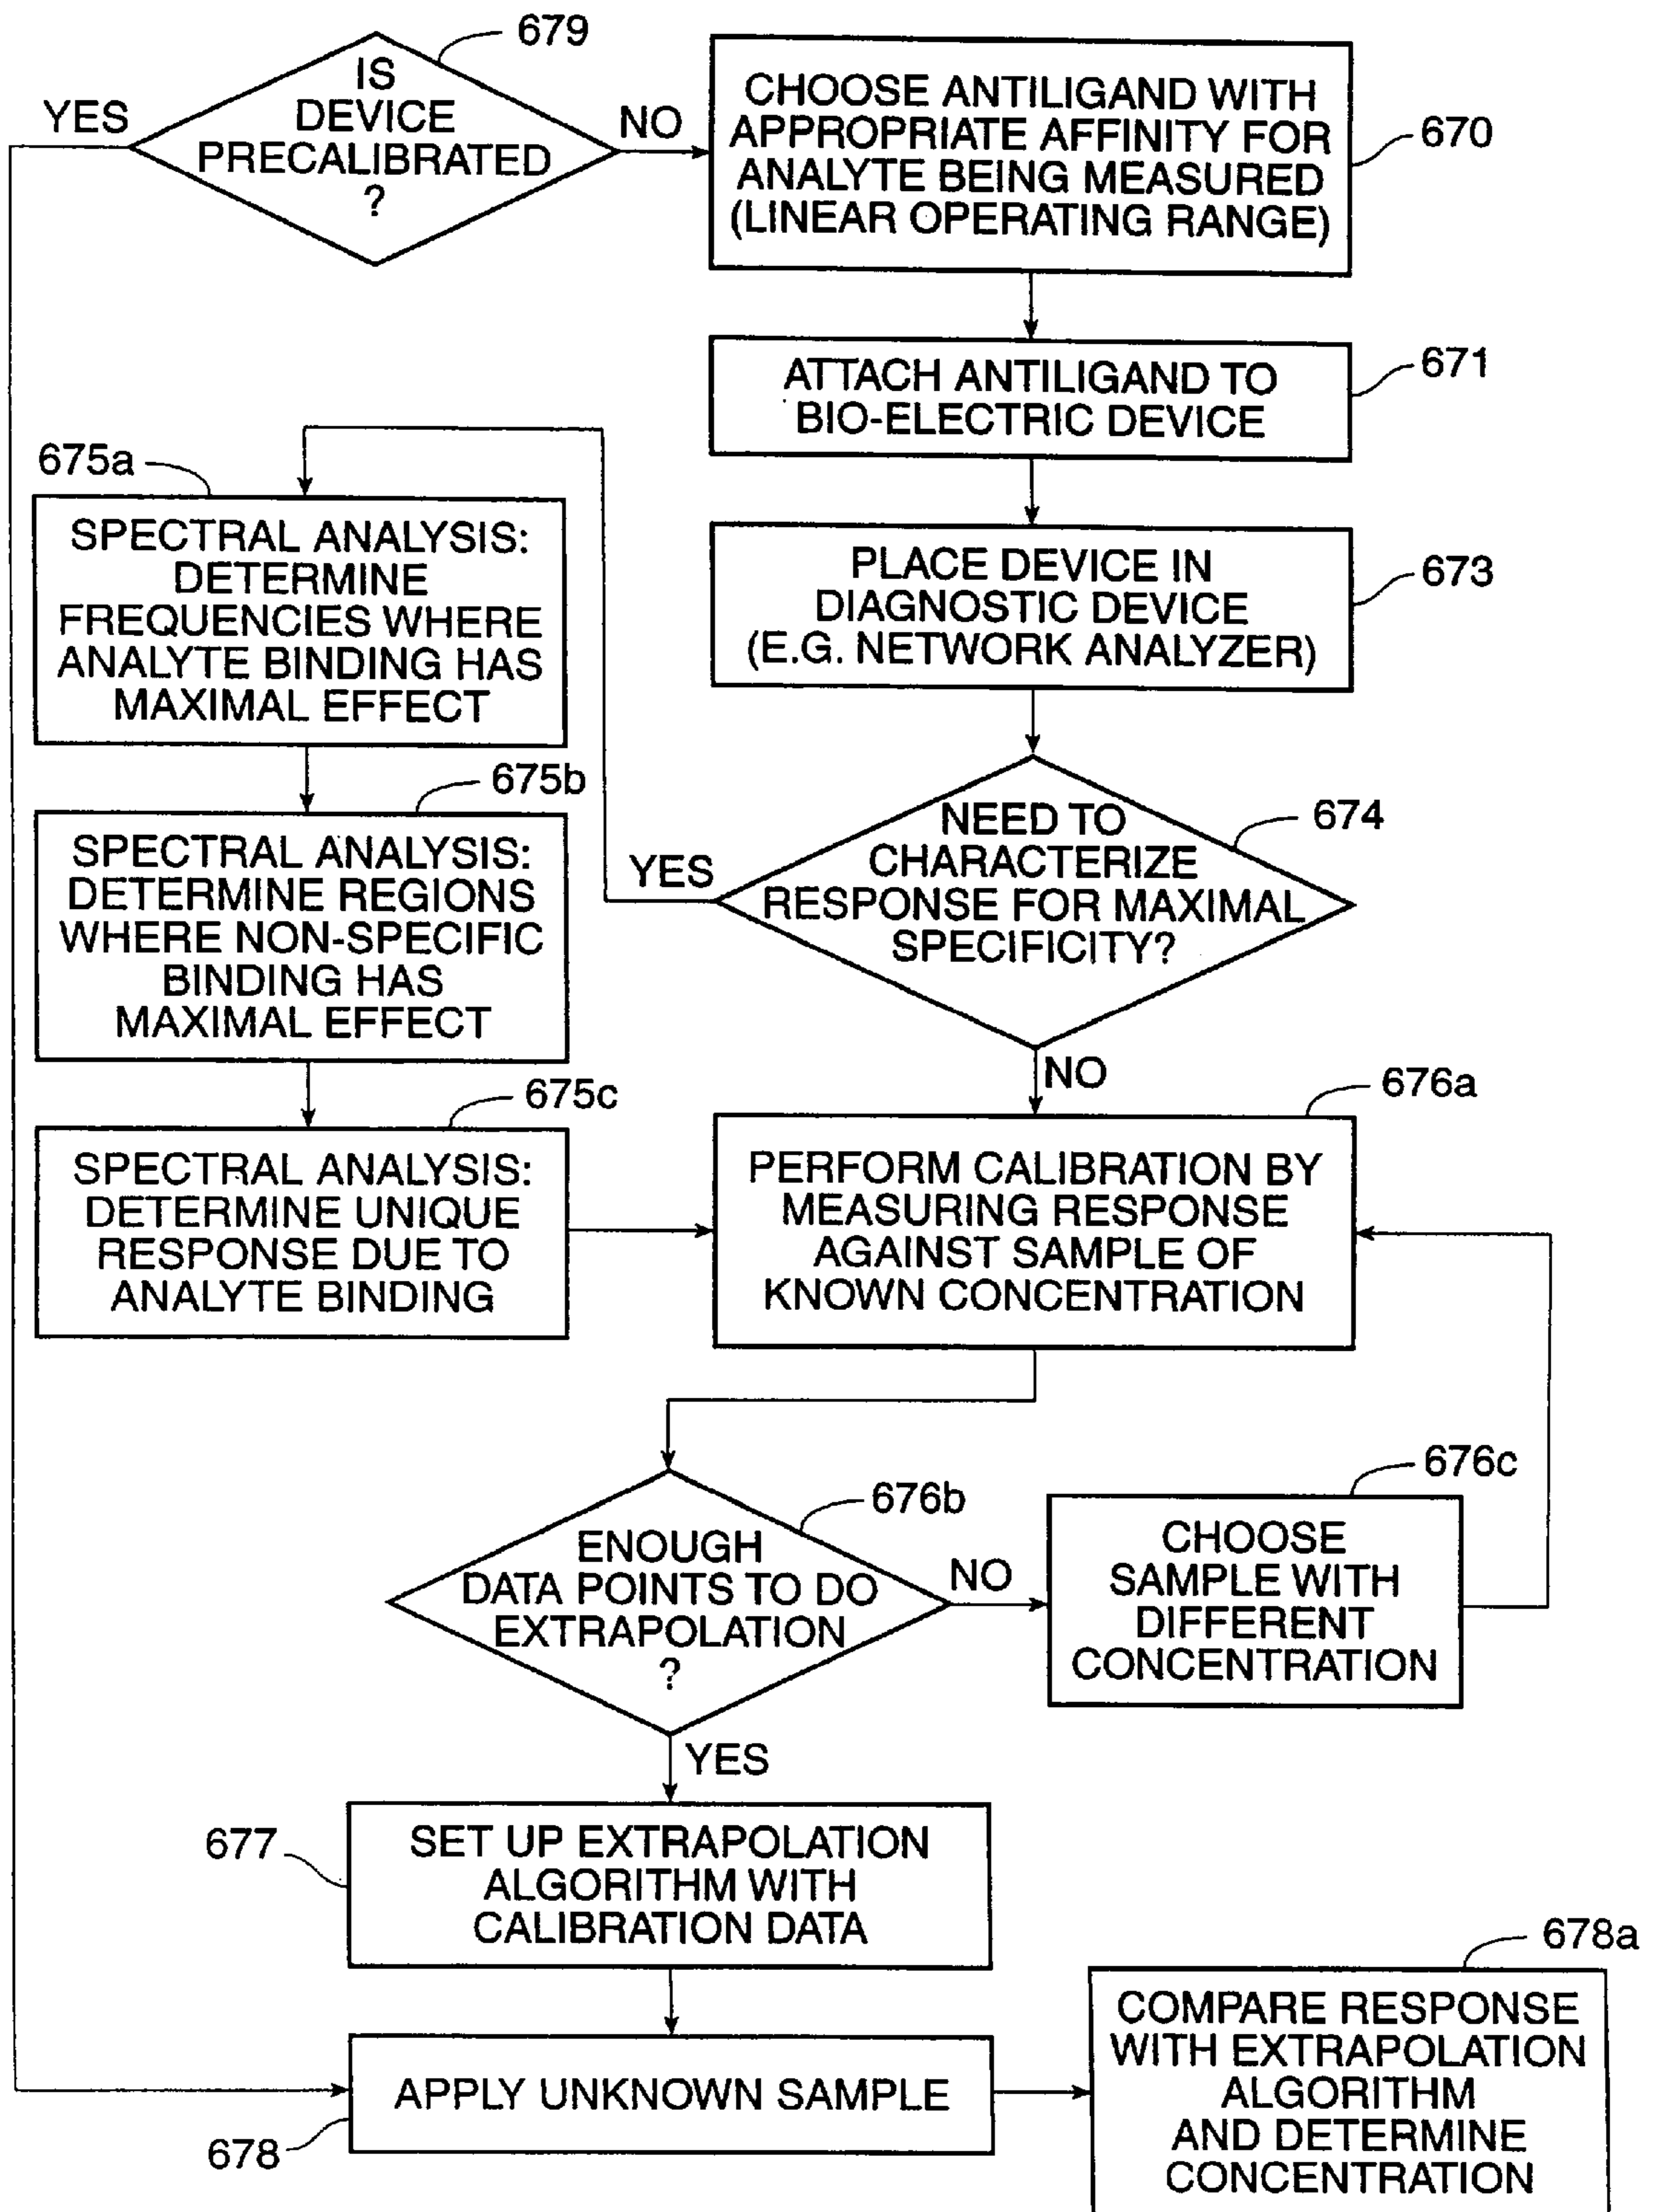 679
IS
DEVICE
PRECALIBRATED
?
YES
NO
CHOOSE ANTILIGAND WITH
APPROPRIATE AFFINITY FOR
ANALYTE BEING MEASURED
(LINEAR OPERATING RANGE)
670
ATTACH ANTILIGAND TO
BIO-ELECTRIC DEVICE
671
PLACE DEVICE IN
DIAGNOSTIC DEVICE
(E.G. NETWORK ANALYZER)
673
NEED TO
CHARACTERIZE
RESPONSE FOR MAXIMAL
SPECIFICITY?
674
YES
NO
675a
SPECTRAL ANALYSIS:
DETERMINE
FREQUENCIES WHERE
ANALYTE BINDING HAS
MAXIMAL EFFECT
675b
SPECTRAL ANALYSIS:
DETERMINE REGIONS
WHERE NON-SPECIFIC
BINDING HAS
MAXIMAL EFFECT
675c
SPECTRAL ANALYSIS:
DETERMINE UNIQUE
RESPONSE DUE TO
ANALYTE BINDING
676a
PERFORM CALIBRATION BY
MEASURING RESPONSE
AGAINST SAMPLE OF
KNOWN CONCENTRATION
676b
ENOUGH
DATA POINTS TO DO
EXTRAPOLATION
?
NO
YES
676c
CHOOSE
SAMPLE WITH
DIFFERENT
CONCENTRATION
677
SET UP EXTRAPOLATION
ALGORITHM WITH
CALIBRATION DATA
678
APPLY UNKNOWN SAMPLE
678a
COMPARE RESPONSE
WITH EXTRAPOLATION
ALGORITHM
AND DETERMINE
CONCENTRATION